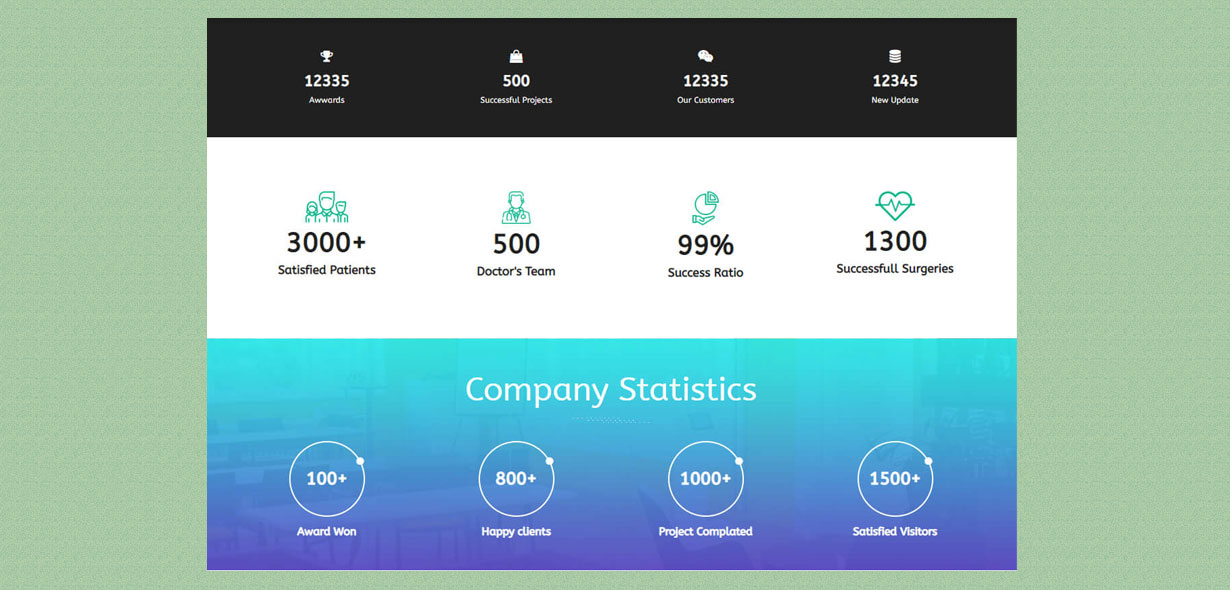 12335 500 12335 12345
Awwards Successful Projects Our Customers New Update
3000+ 500 99% 1300
Satisfied Patients Doctor's Team Success Ratio Successfull Surgeries
Company Statistics
100+ 800+ 1000+ 1500+
Award Won Happy clients Project Complated Satisfied Visitors